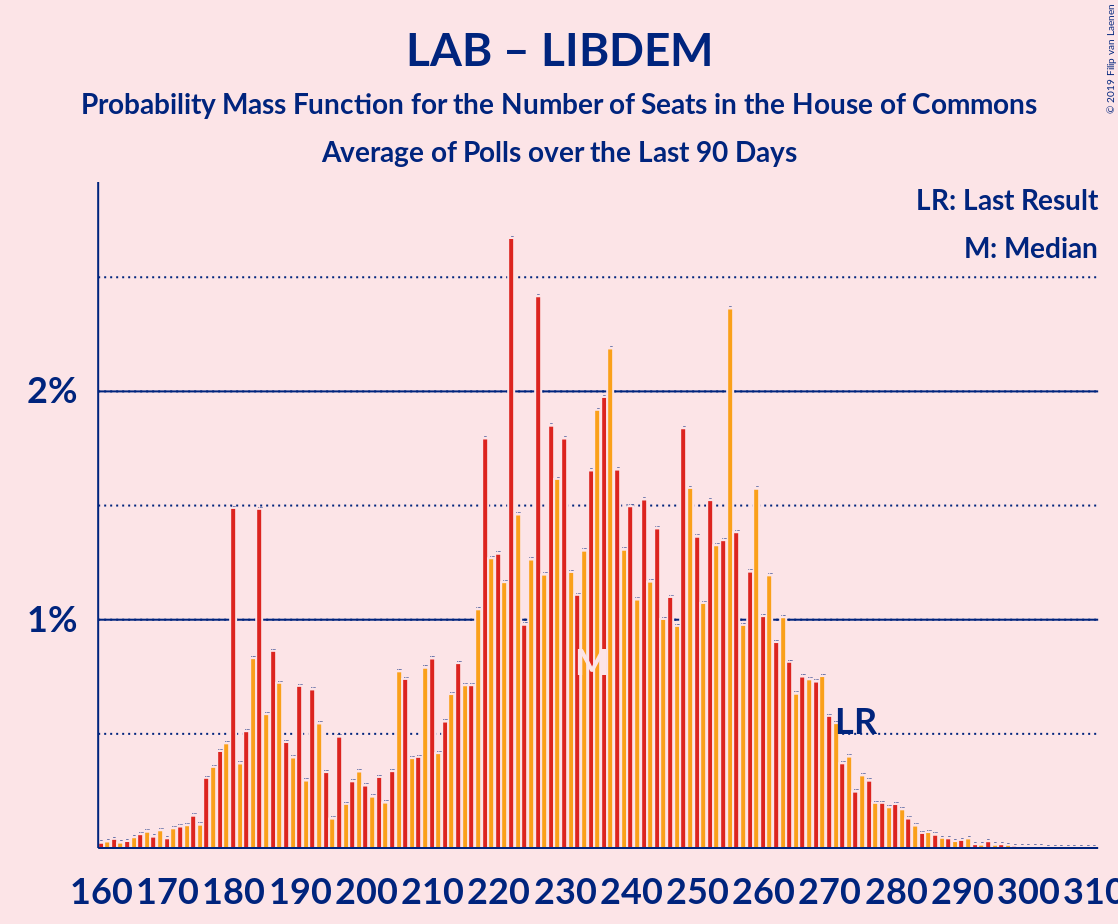 LAB – LIBDEM
Probability Mass Function for the Number of Seats in the House of Commons
Average of Polls over the Last 90 Days
© 2019 Filip van Laenen
LR: Last Result
M: Median
2%
1%
M
LR
160 170 180 190 200 210 220 230 240 250 260 270 280 290 300 310